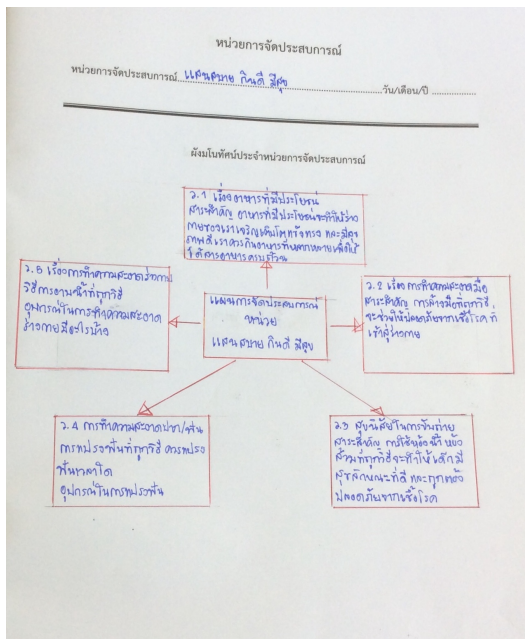 หน่วยการจัดประสบการณ์
หน่วยการจัดประสบการณ์ แสนสบาย กินดี มีสุข วัน/เดือน/ปี
ผังมโนทัศน์ประจำหน่วยการจัดประสบการณ์
ว.1 เรื่องอาหารที่มีประโยชน์
สาระสำคัญ อาหารที่มีประโยชน์จะทำให้ร่าง
กายของเราเจริญเติบโตแข็งแรง และมีสุข
ภาพดี เราควรกินอาหารที่หลากหลายเพื่อให้
ได้สารอาหารครบถ้วน
ว.5 เรื่องการทำความสะอาดร่างกาย
วิธีการอาบน้ำที่ถูกวิธี
อุปกรณ์ในการทำความสะอาด
ร่างกายมีอะไรบ้าง
แผนการจัดประสบการณ์
หน่วย
แสนสบาย กินดี มีสุข
ว.2 เรื่อง การทำความสะอาดมือ
สาระสำคัญ การล้างมือที่ถูกวิธี
จะช่วยให้ปลอดภัยจากเชื้อโรค ที่
เข้าสู่ร่างกาย
ว.4 การทำความสะอาดปาก/ฟัน
การแปรงฟันที่ถูกวิธี ควรแปรง
ฟันเวลาใด
อุปกรณ์ในการแปรงฟัน
ว.3 สุขนิสัยในการขับถ่าย
สาระสำคัญ การใช้ห้องน้ำ ห้อง
ส้วมที่ถูกวิธีจะทำให้เด็กมี
สุขลักษณะที่ดี และถูกต้อง
ปลอดภัยจากเชื้อโรค